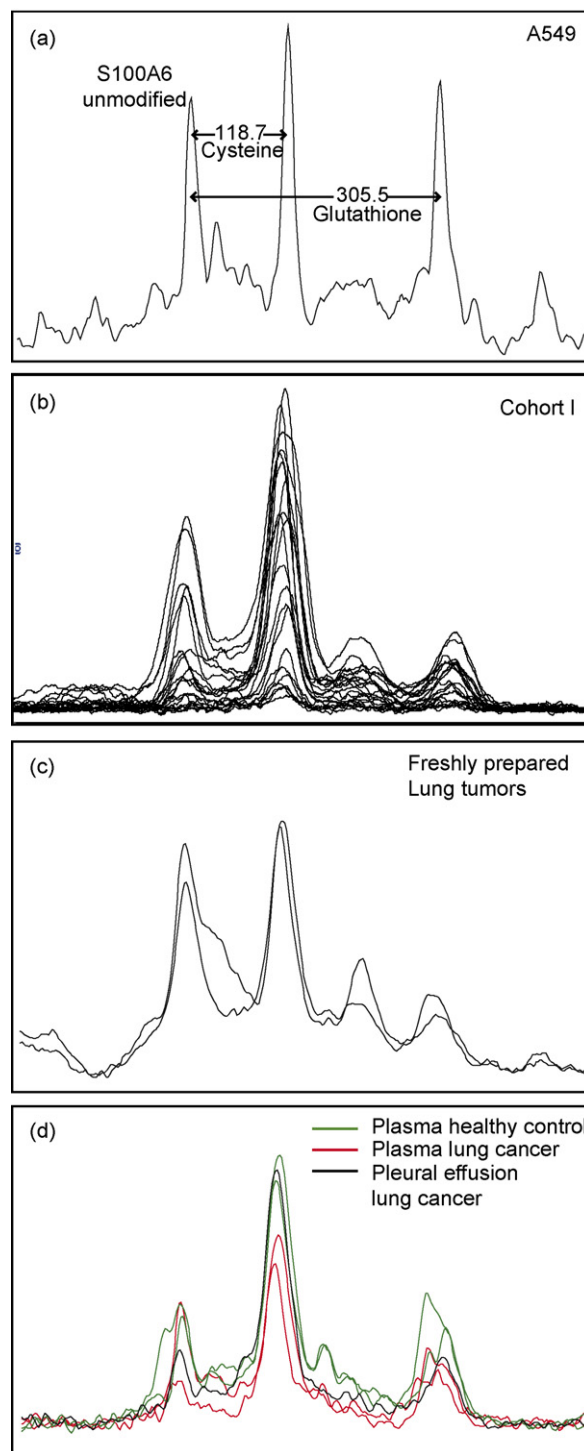 (a)
A549
S100A6
unmodified
118.7
Cysteine
305.5
Glutathione
(b)
Cohort I
(c)
Freshly prepared
Lung tumors
(d)
Plasma healthy control
Plasma lung cancer
Pleural effusion
lung cancer